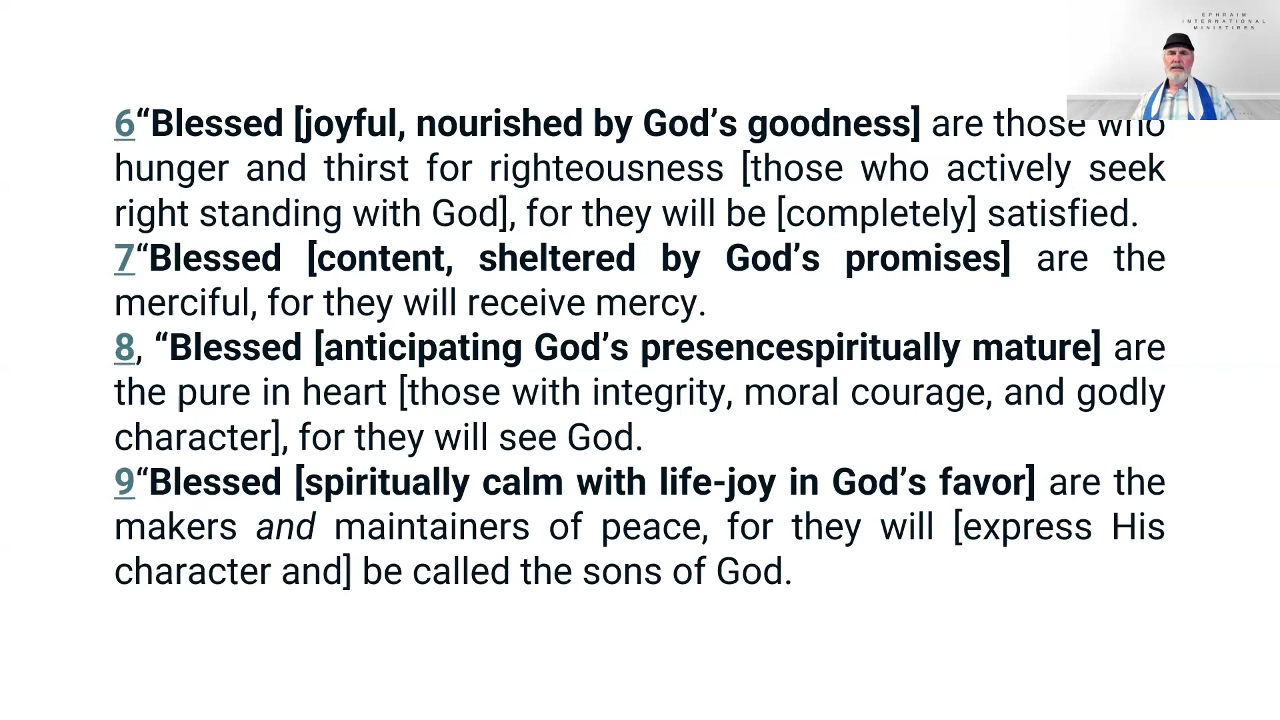 EPHRAIM
INTERNATIONAL
MINISTIRES
6“Blessed [joyful, nourished by God’s goodness] are those who
hunger and thirst for righteousness [those who actively seek
right standing with God], for they will be [completely] satisfied.
7“Blessed [content, sheltered by God’s promises] are the
merciful, for they will receive mercy.
8, “Blessed [anticipating God’s presencespiritually mature] are
the pure in heart [those with integrity, moral courage, and godly
character], for they will see God.
9“Blessed [spiritually calm with life-joy in God’s favor] are the
makers and maintainers of peace, for they will [express His
character and] be called the sons of God.